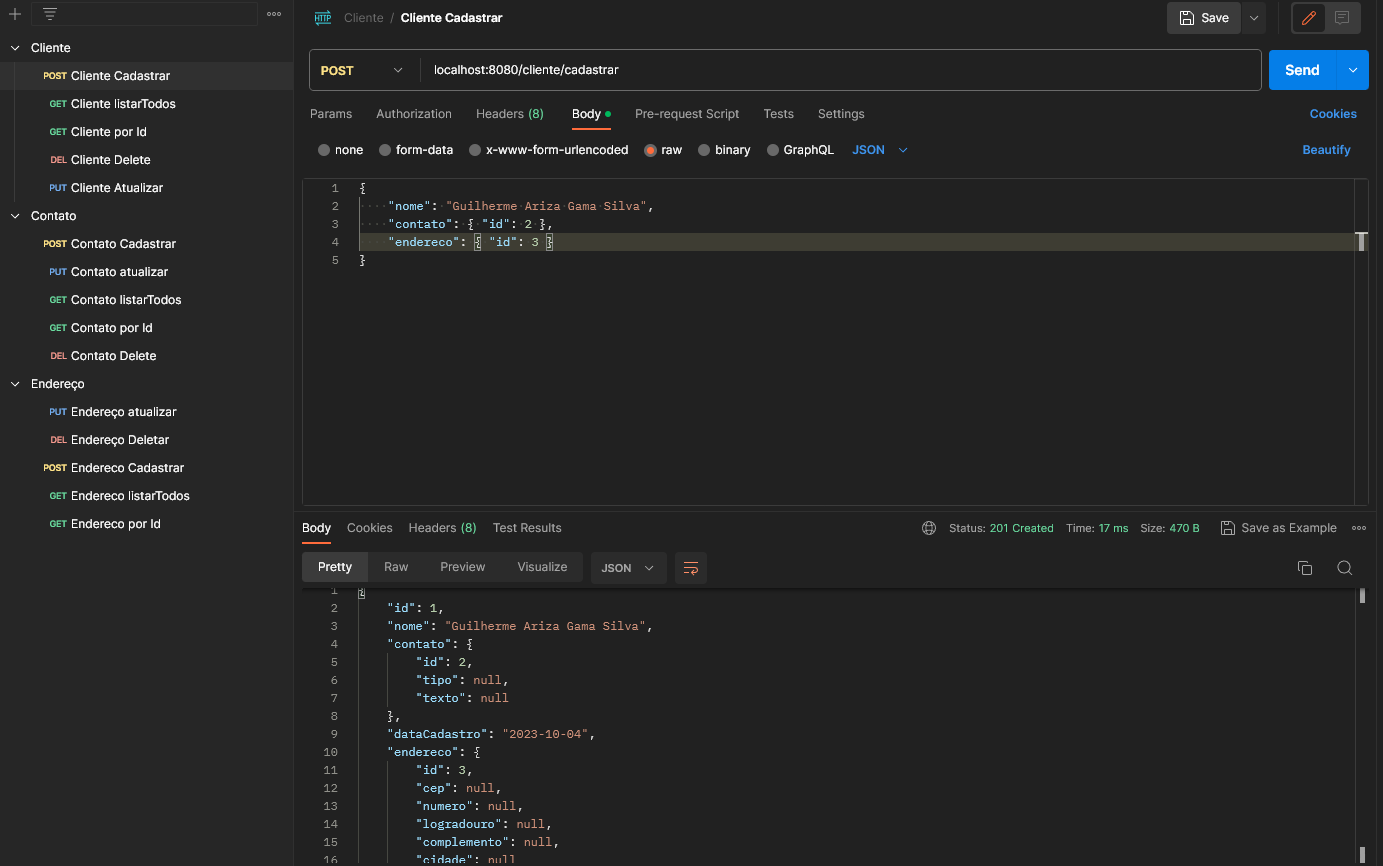 HTTP Cliente / Cliente Cadastrar Save
Cliente
POST Cliente Cadastrar
GET Cliente listarTodos
GET Cliente por Id
DEL Cliente Delete
PUT Cliente Atualizar
Contato
POST Contato Cadastrar
PUT Contato atualizar
GET Contato listarTodos
GET Contato por Id
DEL Contato Delete
Endereço
PUT Endereço atualizar
DEL Endereço Deletar
POST Endereco Cadastrar
GET Endereco listarTodos
GET Endereco por Id
POST localhost:8080/cliente/cadastrar Send
Params Authorization Headers (8) Body Pre-request Script Tests Settings Cookies
none form-data x-www-form-urlencoded raw binary GraphQL JSON Beautify
1 {
2 "nome": "Guilherme Ariza Gama Silva",
3 "contato": { "id": 2 },
4 "endereco": { "id": 3 }
5 }
Body Cookies Headers (8) Test Results Status: 201 Created Time: 17 ms Size: 470 B Save as Example
Pretty Raw Preview Visualize JSON
1 {
2 "id": 1,
3 "nome": "Guilherme Ariza Gama Silva",
4 "contato": {
5 "id": 2,
6 "tipo": null,
7 "texto": null
8 },
9 "dataCadastro": "2023-10-04",
10 "endereco": {
11 "id": 3,
12 "cep": null,
13 "numero": null,
14 "logradouro": null,
15 "complemento": null,
16 "cidade": null